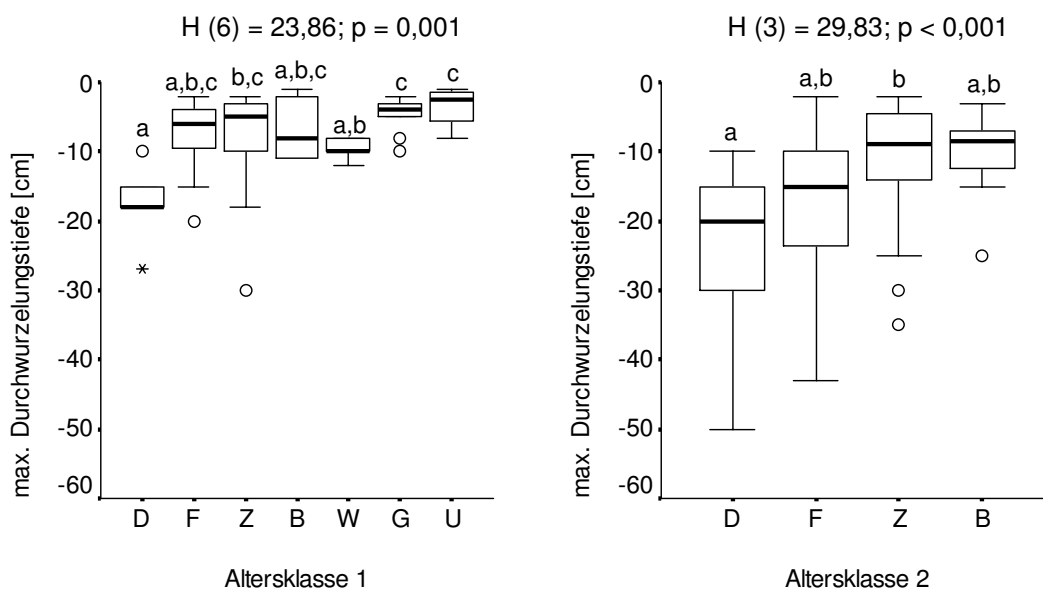 H (6) = 23,86; p = 0,001
max. Durchwurzelungstiefe [cm]
0
-10
-20
-30
-40
-50
-60
a
a,b,c
b,c
a,b,c
a,b
c
c
D F Z B W G U
Altersklasse 1
H (3) = 29,83; p < 0,001
max. Durchwurzelungstiefe [cm]
0
-10
-20
-30
-40
-50
-60
a
a,b
b
a,b
D F Z B
Altersklasse 2